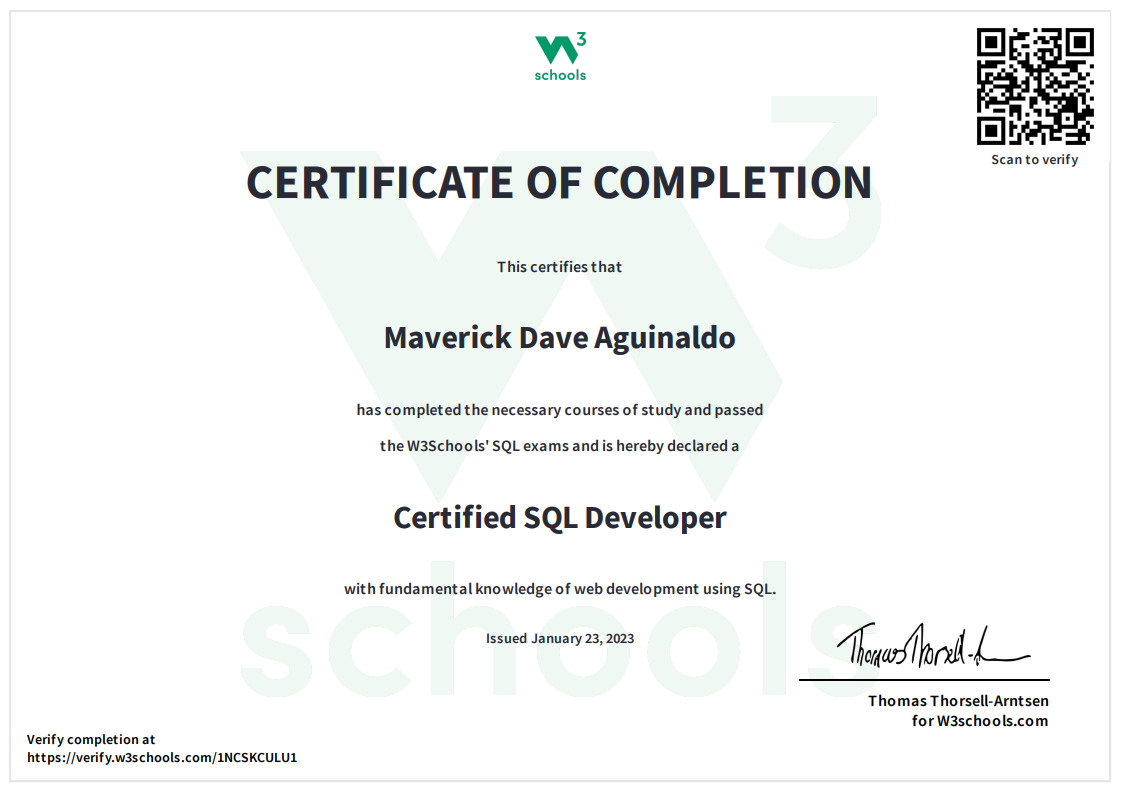 W3
schools
Scan to verify
CERTIFICATE OF COMPLETION
This certifies that
Maverick Dave Aguinaldo
has completed the necessary courses of study and passed
the W3Schools' SQL exams and is hereby declared a
Certified SQL Developer
with fundamental knowledge of web development using SQL.
Issued January 23, 2023
Thomas Thorsell-A
Thomas Thorsell-Arntsen
for W3schools.com
Verify completion at
https://verify.w3schools.com/1NCSKCULU1
W3
schools